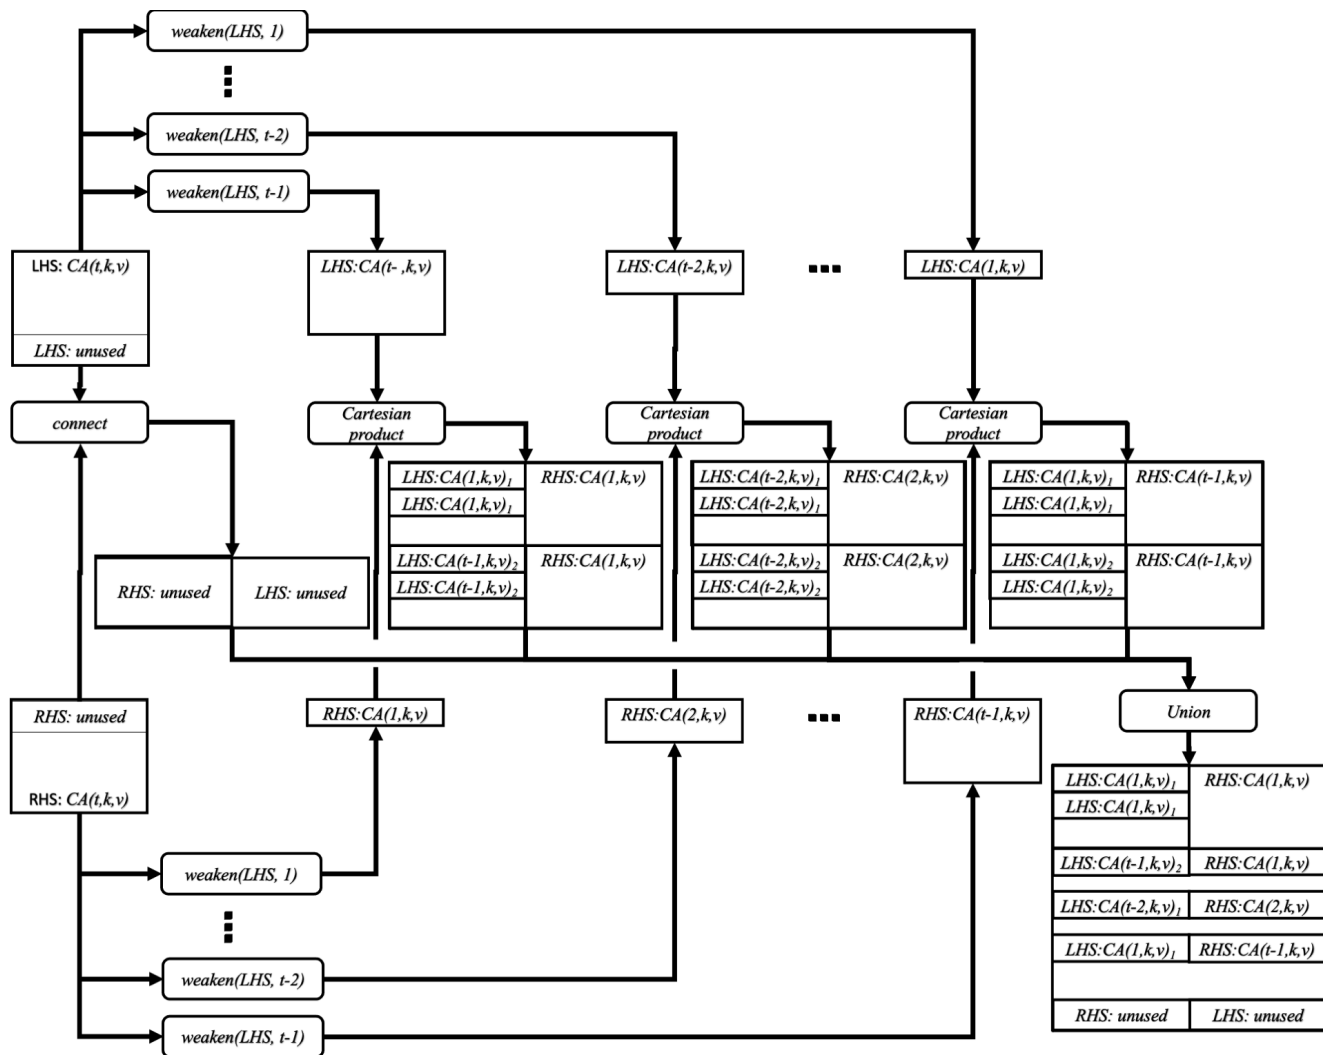 weaken(LHS, 1)
weaken(LHS, t-2)
weaken(LHS, t-1)
LHS: CA(t,k,v)
LHS: unused
LHS:CA(t- ,k,v)
LHS:CA(t-2,k,v)
LHS:CA(1,k,v)
connect
Cartesian
product
Cartesian
product
Cartesian
product
LHS:CA(1,k,v)1
RHS:CA(1,k,v)
LHS:CA(1,k,v)1
LHS:CA(t-1,k,v)2
RHS:CA(1,k,v)
LHS:CA(t-1,k,v)2
LHS:CA(t-2,k,v)1
RHS:CA(2,k,v)
LHS:CA(t-2,k,v)1
LHS:CA(t-2,k,v)2
RHS:CA(2,k,v)
LHS:CA(t-2,k,v)2
LHS:CA(1,k,v)1
RHS:CA(t-1,k,v)
LHS:CA(1,k,v)1
LHS:CA(1,k,v)2
RHS:CA(t-1,k,v)
LHS:CA(1,k,v)2
RHS: unused
LHS: unused
RHS: unused
RHS: CA(t,k,v)
RHS:CA(1,k,v)
RHS:CA(2,k,v)
RHS:CA(t-1,k,v)
Union
LHS:CA(1,k,v)1
RHS:CA(1,k,v)
LHS:CA(1,k,v)1
LHS:CA(t-1,k,v)2
RHS:CA(1,k,v)
LHS:CA(t-2,k,v)1
RHS:CA(2,k,v)
LHS:CA(1,k,v)1
RHS:CA(t-1,k,v)
RHS: unused
LHS: unused
weaken(LHS, 1)
weaken(LHS, t-2)
weaken(LHS, t-1)